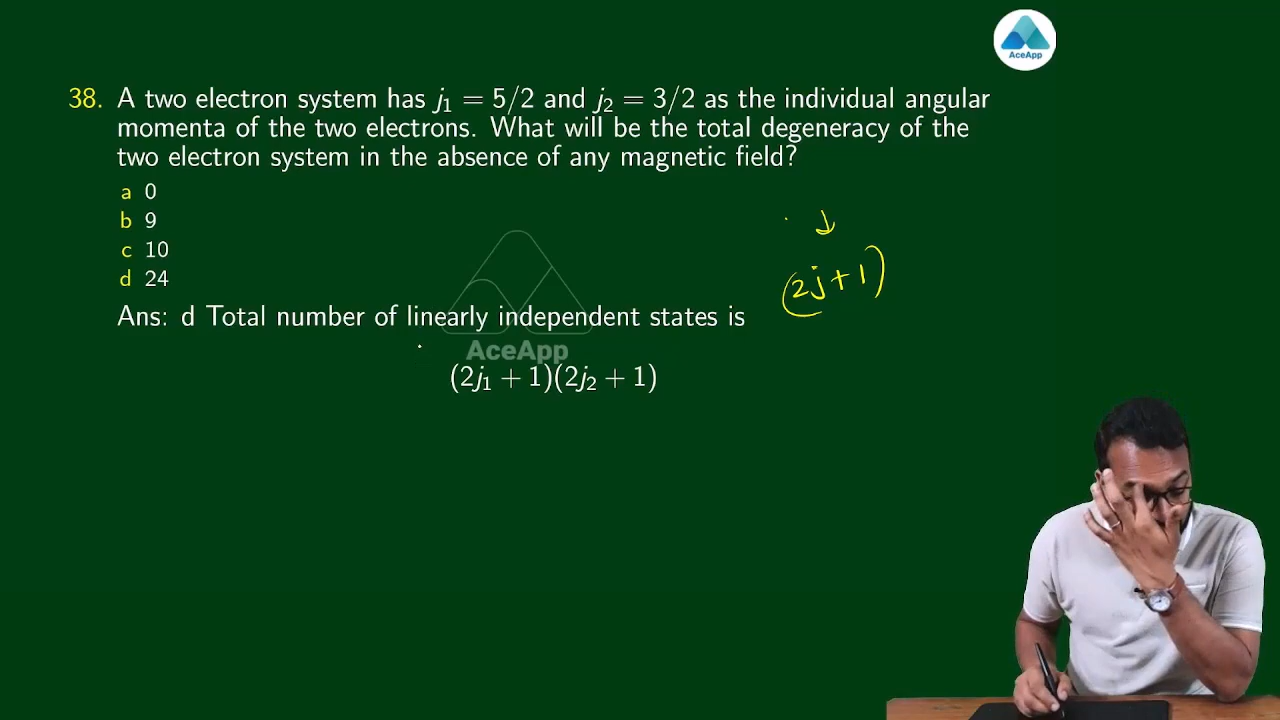 AceApp
38. A two electron system has j₁ = 5/2 and j₂ = 3/2 as the individual angular
momenta of the two electrons. What will be the total degeneracy of the
two electron system in the absence of any magnetic field?
a 0
b 9
c 10
d 24
(2j+1)
Ans: d Total number of linearly independent states is
AceApp
(2j₁ + 1)(2j₂ + 1)